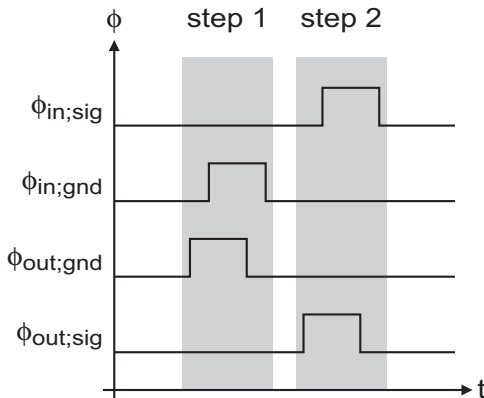 ϕ step 1 step 2
ϕin;sig
ϕin;gnd
ϕout;gnd
ϕout;sig
t